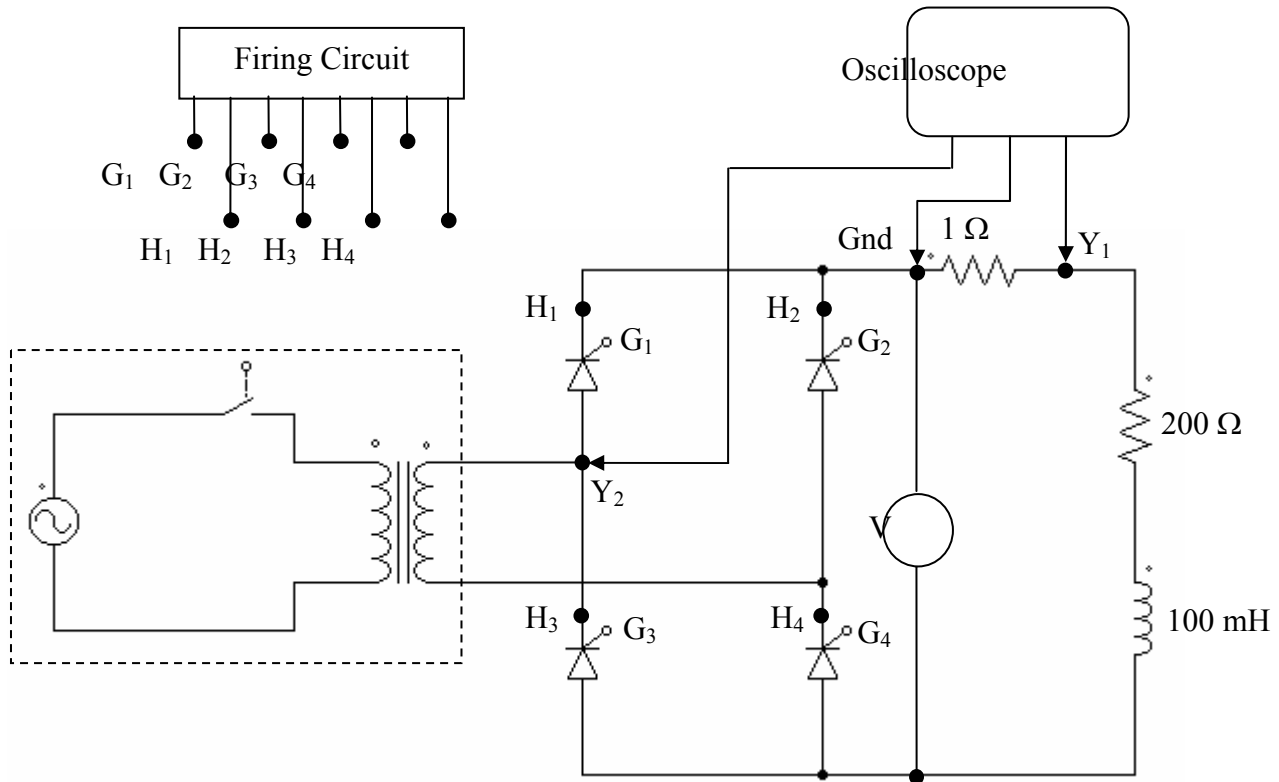 Firing Circuit
Oscilloscope
G₁ G₂ G₃ G₄
H₁ H₂ H₃ H₄
Gnd
1 Ω
Y₁
H₁
G₁
H₂
G₂
200 Ω
Y₂
V
H₃
G₃
H₄
G₄
100 mH